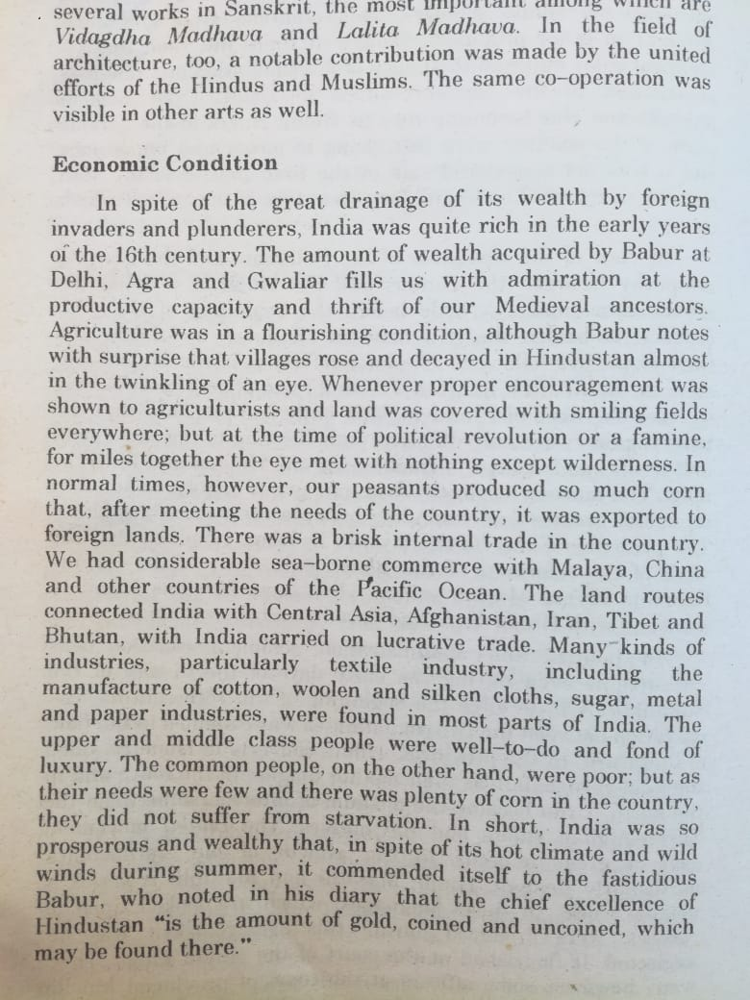 several works in Sanskrit, the most important among which are
Vidagdha Madhava and Lalita Madhava. In the field of
architecture, too, a notable contribution was made by the united
efforts of the Hindus and Muslims. The same co-operation was
visible in other arts as well.
Economic Condition
In spite of the great drainage of its wealth by foreign
invaders and plunderers, India was quite rich in the early years
of the 16th century. The amount of wealth acquired by Babur at
Delhi, Agra and Gwaliar fills us with admiration at the
productive capacity and thrift of our Medieval ancestors.
Agriculture was in a flourishing condition, although Babur notes
with surprise that villages rose and decayed in Hindustan almost
in the twinkling of an eye. Whenever proper encouragement was
shown to agriculturists and land was covered with smiling fields
everywhere; but at the time of political revolution or a famine,
for miles together the eye met with nothing except wilderness. In
normal times, however, our peasants produced so much corn
that, after meeting the needs of the country, it was exported to
foreign lands. There was a brisk internal trade in the country.
We had considerable sea-borne commerce with Malaya, China
and other countries of the Pacific Ocean. The land routes
connected India with Central Asia, Afghanistan, Iran, Tibet and
Bhutan, with India carried on lucrative trade. Many kinds of
industries, particularly textile industry, including the
manufacture of cotton, woolen and silken cloths, sugar, metal
and paper industries, were found in most parts of India. The
upper and middle class people were well-to-do and fond of
luxury. The common people, on the other hand, were poor; but as
their needs were few and there was plenty of corn in the country,
they did not suffer from starvation. In short, India was so
prosperous and wealthy that, in spite of its hot climate and wild
winds during summer, it commended itself to the fastidious
Babur, who noted in his diary that the chief excellence of
Hindustan “is the amount of gold, coined and uncoined, which
may be found there.”